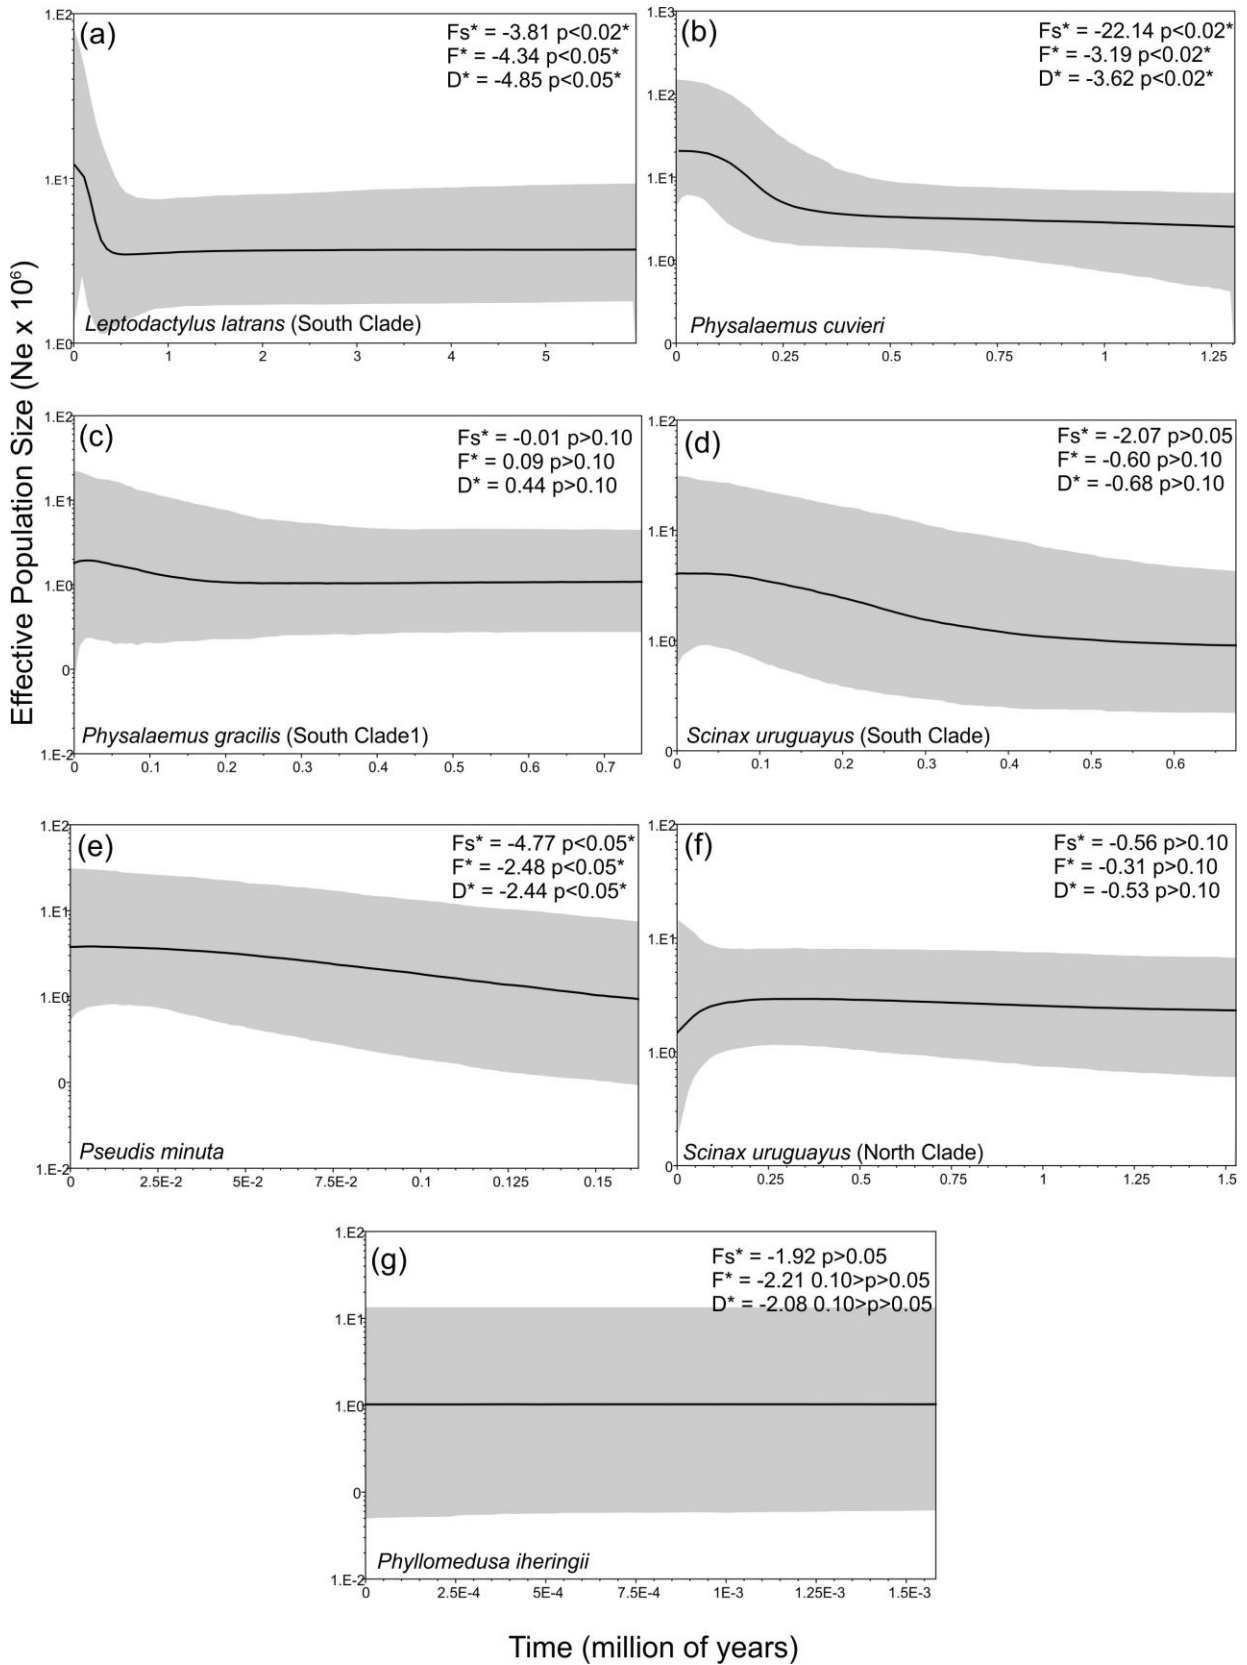 Effective Population Size (Ne x 10⁶)
(a)
Fs* = -3.81 p<0.02*
F* = -4.34 p<0.05*
D* = -4.85 p<0.05*
1.E2
1.E1
1.E0
Leptodactylus latrans (South Clade)
0 1 2 3 4 5
(b)
Fs* = -22.14 p<0.02*
F* = -3.19 p<0.02*
D* = -3.62 p<0.02*
1.E3
1.E2
1.E1
1.E0
0
Physalaemus cuvieri
0 0.25 0.5 0.75 1 1.25
(c)
Fs* = -0.01 p>0.10
F* = 0.09 p>0.10
D* = 0.44 p>0.10
1.E2
1.E1
1.E0
0
1.E-2
Physalaemus gracilis (South Clade1)
0 0.1 0.2 0.3 0.4 0.5 0.6 0.7
(d)
Fs* = -2.07 p>0.05
F* = -0.60 p>0.10
D* = -0.68 p>0.10
1.E2
1.E1
1.E0
0
Scinax uruguayus (South Clade)
0 0.1 0.2 0.3 0.4 0.5 0.6
(e)
Fs* = -4.77 p<0.05*
F* = -2.48 p<0.05*
D* = -2.44 p<0.05*
1.E2
1.E1
1.E0
0
1.E-2
Pseudis minuta
0 2.5E-2 5E-2 7.5E-2 0.1 0.125 0.15
(f)
Fs* = -0.56 p>0.10
F* = -0.31 p>0.10
D* = -0.53 p>0.10
1.E2
1.E1
1.E0
0
Scinax uruguayus (North Clade)
0 0.25 0.5 0.75 1 1.25 1.5
(g)
Fs* = -1.92 p>0.05
F* = -2.21 0.10>p>0.05
D* = -2.08 0.10>p>0.05
1.E2
1.E1
1.E0
0
1.E-2
Phyllomedusa iheringii
0 2.5E-4 5E-4 7.5E-4 1E-3 1.25E-3 1.5E-3
Time (million of years)